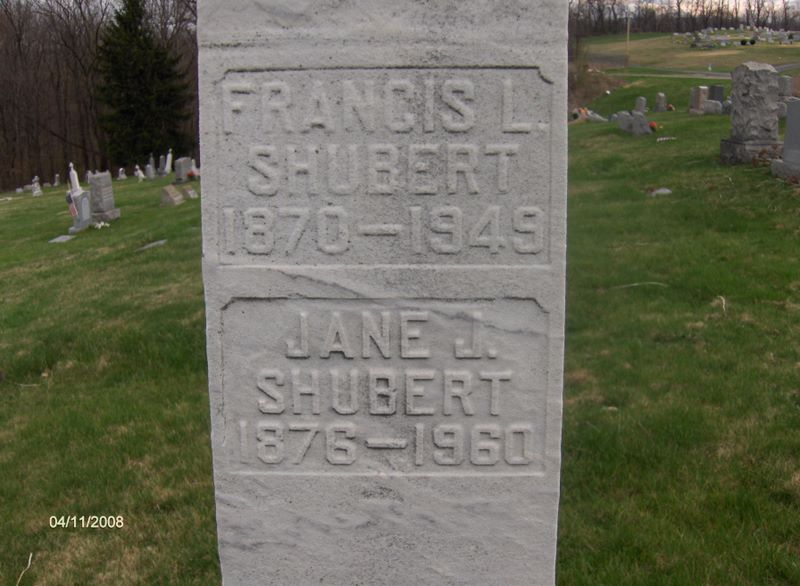 FRANCIS L.
SHUBERT
1870—1949
JANE J.
SHUBERT
1876—1960
04/11/2008